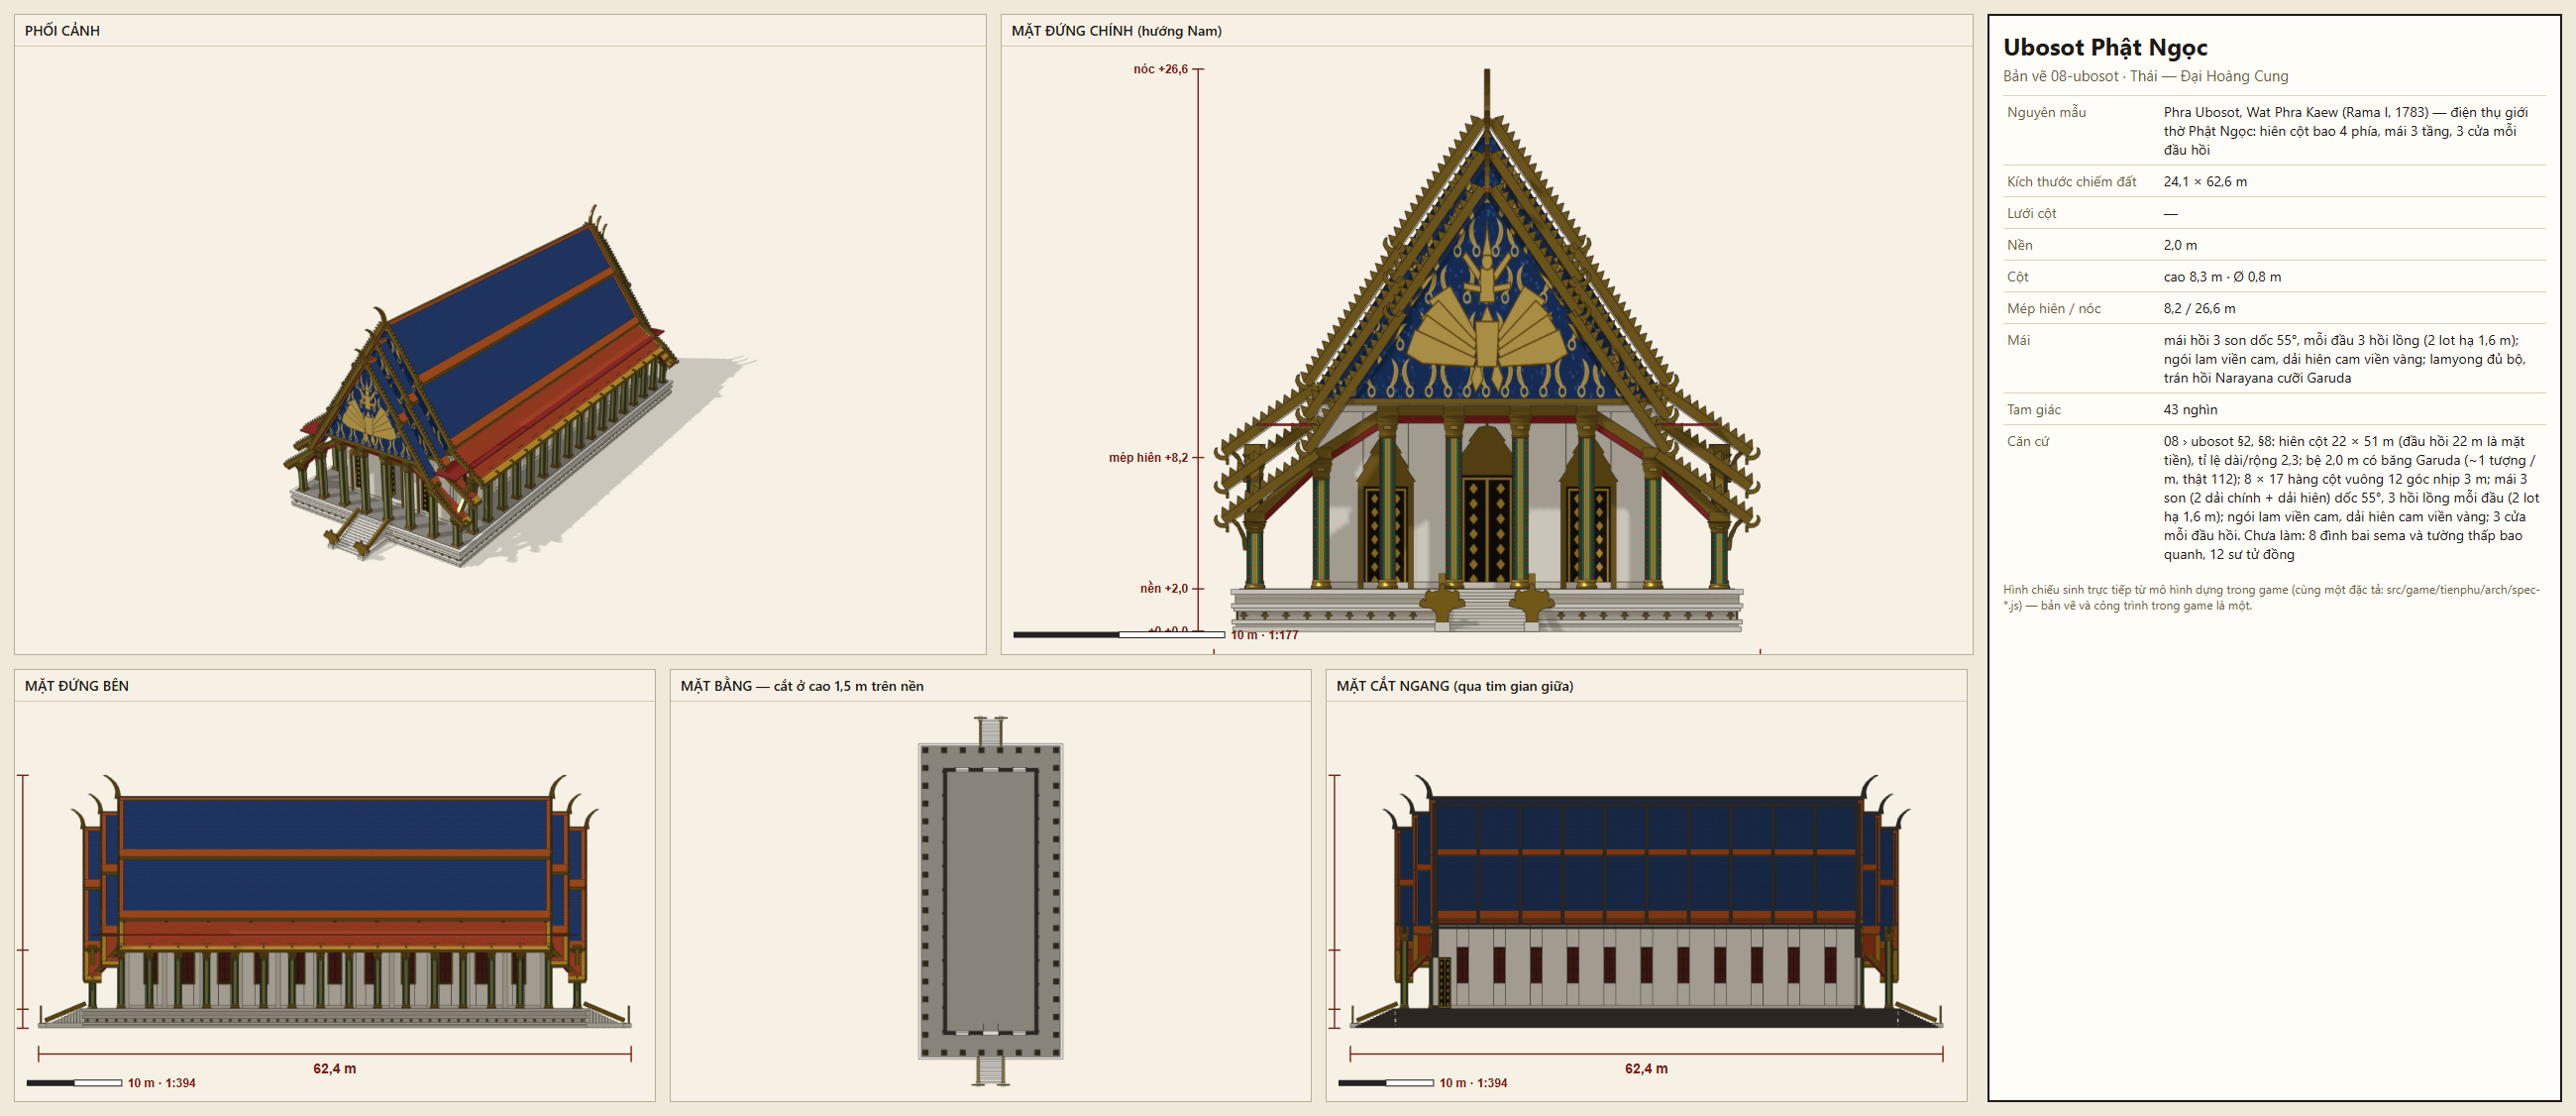 PHỐI CẢNH
MẶT ĐỨNG CHÍNH (hướng Nam)
nóc +26,6
mép hiên +8,2
nền +2,0
±0 +0,0
10 m · 1:177
MẶT ĐỨNG BÊN
62,4 m
10 m · 1:394
MẶT BẰNG — cắt ở cao 1,5 m trên nền
MẶT CẮT NGANG (qua tim gian giữa)
62,4 m
10 m · 1:394
Ubosot Phật Ngọc
Bản vẽ 08-ubosot · Thái — Đại Hoàng Cung
Nguyên mẫu
Phra Ubosot, Wat Phra Kaew (Rama I, 1783) — điện thụ giới
thờ Phật Ngọc: hiên cột bao 4 phía, mái 3 tầng, 3 cửa mỗi
đầu hồi
Kích thước chiếm đất
24,1 × 62,6 m
Lưới cột
—
Nền
2,0 m
Cột
cao 8,3 m · Ø 0,8 m
Mép hiên / nóc
8,2 / 26,6 m
Mái
mái hồi 3 son dốc 55°, mỗi đầu 3 hồi lồng (2 lot hạ 1,6 m);
ngói lam viền cam, dải hiên cam viền vàng; lamyong đủ bộ,
trán hồi Narayana cưỡi Garuda
Tam giác
43 nghìn
Căn cứ
08 › ubosot §2, §8: hiên cột 22 × 51 m (đầu hồi 22 m là mặt
tiền), tỉ lệ dài/rộng 2,3; bệ 2,0 m có băng Garuda (~1 tượng /
m, thật 112); 8 × 17 hàng cột vuông 12 góc nhịp 3 m; mái 3
son (2 dải chính + dải hiên) dốc 55°, 3 hồi lồng mỗi đầu (2 lot
hạ 1,6 m); ngói lam viền cam, dải hiên cam viền vàng; 3 cửa
mỗi đầu hồi. Chưa làm: 8 đình bai sema và tường thấp bao
quanh, 12 sư tử đồng
Hình chiếu sinh trực tiếp từ mô hình dựng trong game (cùng một đặc tả: src/game/tienphu/arch/spec-
*.js) — bản vẽ và công trình trong game là một.